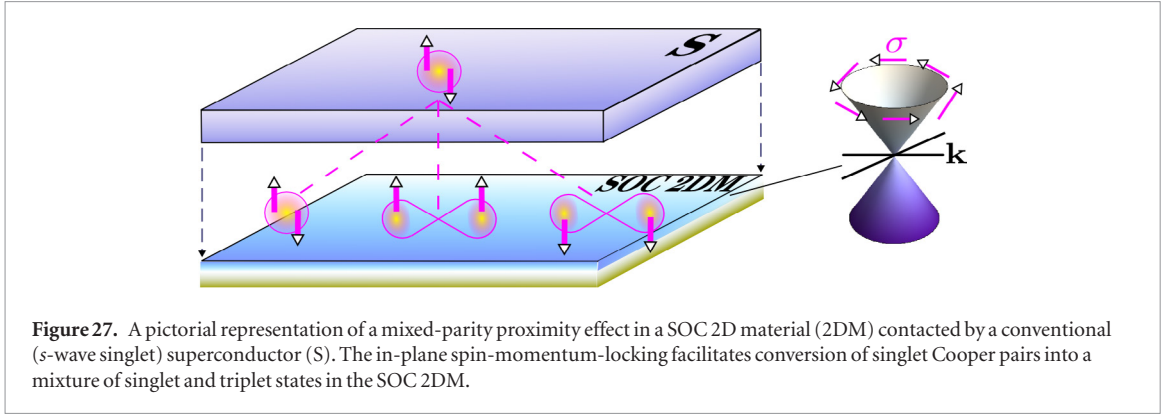 S
σ
SOC 2DM
k
Figure 27. A pictorial representation of a mixed-parity proximity effect in a SOC 2D material (2DM) contacted by a conventional
(s-wave singlet) superconductor (S). The in-plane spin-momentum-locking facilitates conversion of singlet Cooper pairs into a
mixture of singlet and triplet states in the SOC 2DM.